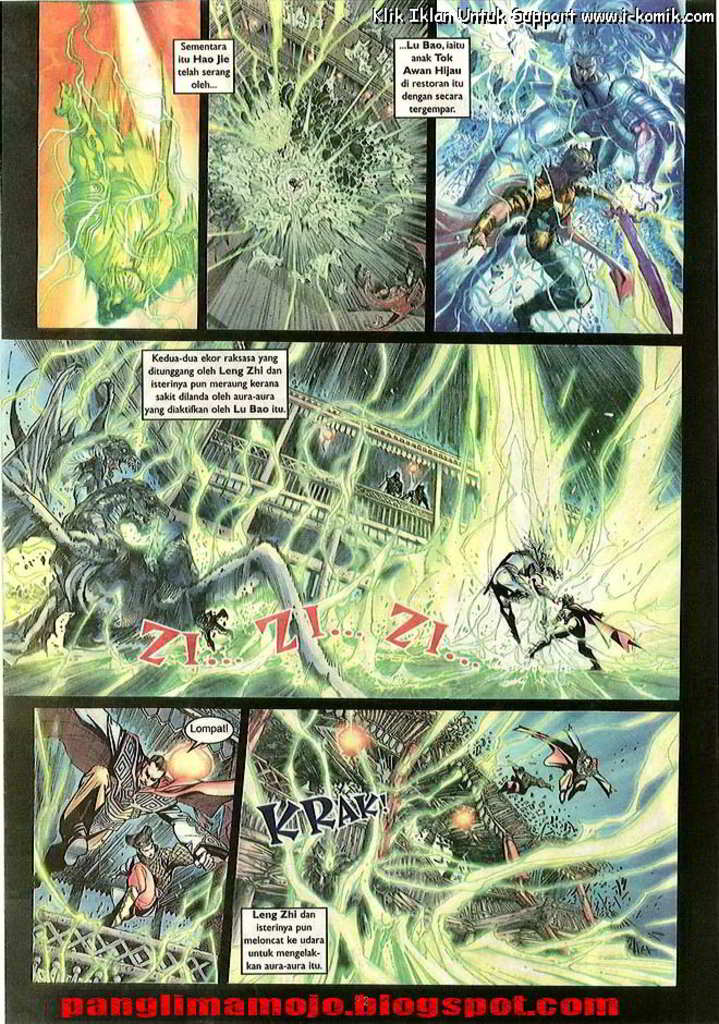 Klik Iklan Untuk Support www.i-komik.com
Sementara
itu Hao Jie
telah serang
oleh...
...Lu Bao, iaitu
anak Tok
Awan Hijau
di restoran itu
dengan secara
tergempar.
Kedua-dua ekor raksasa yang
ditunggang oleh Leng Zhi dan
isterinya pun meraung kerana
sakit dilanda oleh aura-aura
yang diaktifkan oleh Lu Bao itu.
ZI... ZI... ZI...
Lompat!
KRAK!
Leng Zhi dan
isterinya pun
meloncat ke udara
untuk mengelak-
kan aura-aura itu.
panglimamojo.blogspot.com